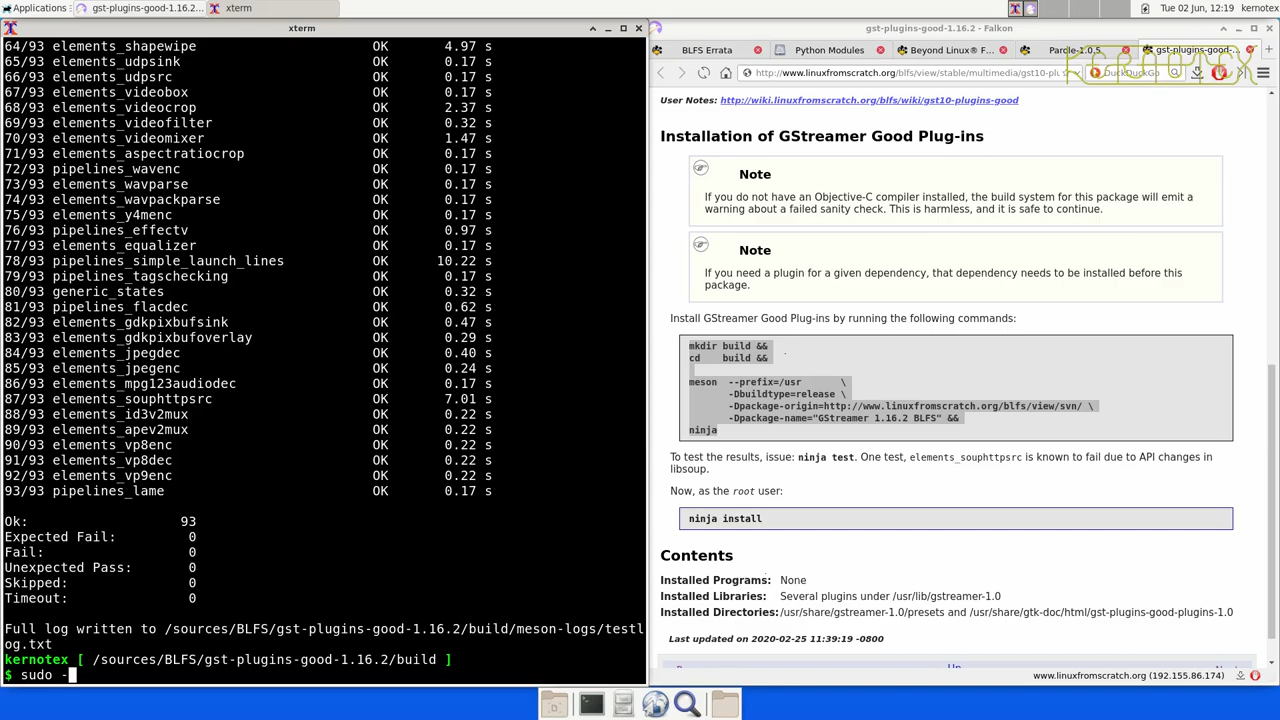 Applications
gst-plugins-good-1.16.2...
xterm
Tue 02 Jun, 12:19
kernotex
xterm
64/93 elements_shapewipe OK 4.97 s
65/93 elements_udpsink OK 0.17 s
66/93 elements_udpsrc OK 0.17 s
67/93 elements_videobox OK 0.17 s
68/93 elements_videocrop OK 2.37 s
69/93 elements_videofilter OK 0.32 s
70/93 elements_videomixer OK 1.47 s
71/93 elements_aspectratiocrop OK 0.17 s
72/93 pipelines_wavenc OK 0.17 s
73/93 elements_wavparse OK 0.17 s
74/93 elements_wavpackparse OK 0.17 s
75/93 elements_y4menc OK 0.17 s
76/93 pipelines_effectv OK 0.97 s
77/93 elements_equalizer OK 0.17 s
78/93 pipelines_simple_launch_lines OK 10.22 s
79/93 pipelines_tagschecking OK 0.17 s
80/93 generic_states OK 0.32 s
81/93 pipelines_flacdec OK 0.62 s
82/93 elements_gdkpixbufsink OK 0.47 s
83/93 elements_gdkpixbufoverlay OK 0.29 s
84/93 elements_jpegdec OK 0.40 s
85/93 elements_jpegenc OK 0.24 s
86/93 elements_mpg123audiodec OK 0.17 s
87/93 elements_souphttpsrc OK 7.01 s
88/93 elements_id3v2mux OK 0.22 s
89/93 elements_apev2mux OK 0.22 s
90/93 elements_vp8enc OK 0.22 s
91/93 elements_vp8dec OK 0.22 s
92/93 elements_vp9enc OK 0.22 s
93/93 pipelines_lame OK 0.17 s
Ok: 93
Expected Fail: 0
Fail: 0
Unexpected Pass: 0
Skipped: 0
Timeout: 0
Full log written to /sources/BLFS/gst-plugins-good-1.16.2/build/meson-logs/testl
og.txt
kernotex [ /sources/BLFS/gst-plugins-good-1.16.2/build ]
$ sudo -
gst-plugins-good-1.16.2 - Falkon
BLFS Errata
Python Modules
Beyond Linux® F...
Parole-1.0.5
gst-plugins-good-...
KERNOTEX
http://www.linuxfromscratch.org/blfs/view/stable/multimedia/gst10-pl
DuckDuckGo
User Notes: http://wiki.linuxfromscratch.org/blfs/wiki/gst10-plugins-good
Installation of GStreamer Good Plug-ins
Note
If you do not have an Objective-C compiler installed, the build system for this package will emit a
warning about a failed sanity check. This is harmless, and it is safe to continue.
Note
If you need a plugin for a given dependency, that dependency needs to be installed before this
package.
Install GStreamer Good Plug-ins by running the following commands:
mkdir build &&
cd build &&
meson --prefix=/usr \
-Dbuildtype=release \
-Dpackage-origin=http://www.linuxfromscratch.org/blfs/view/svn/ \
-Dpackage-name="GStreamer 1.16.2 BLFS" &&
ninja
To test the results, issue: ninja test. One test, elements_souphttpsrc is known to fail due to API changes in
libsoup.
Now, as the root user:
ninja install
Contents
Installed Programs: None
Installed Libraries: Several plugins under /usr/lib/gstreamer-1.0
Installed Directories: /usr/share/gstreamer-1.0/presets and /usr/share/gtk-doc/html/gst-plugins-good-plugins-1.0
Last updated on 2020-02-25 11:39:19 -0800
Up
www.linuxfromscratch.org (192.155.86.174)